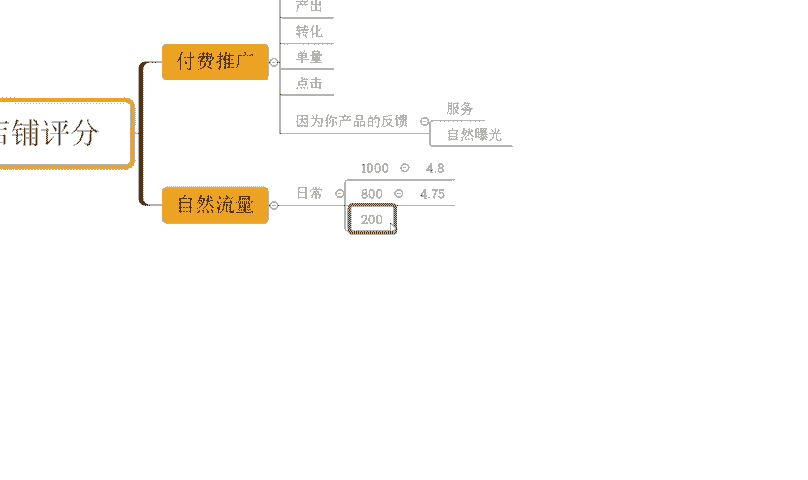 产出
转化
付费推广
单量
点击
服务
因为你产品的反馈
自然曝光
店铺评分
1000 4.8
自然流量
日常
800 4.75
200